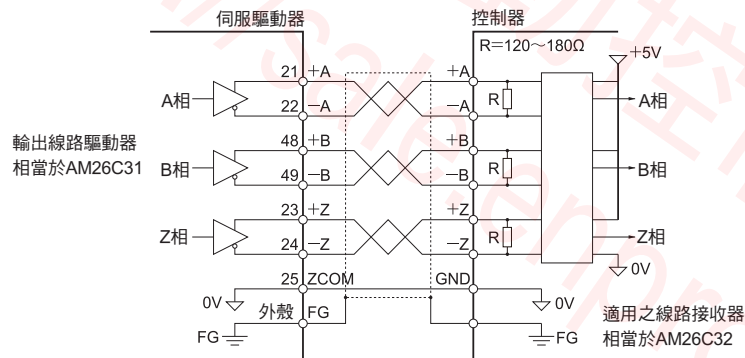 伺服驅動器
控制器
R=120～180Ω
+5V
21 +A +A
A相 R A相
22 −A −A
輸出線路驅動器
相當於AM26C31
48 +B +B
B相 R B相
49 −B −B
23 +Z +Z
Z相 R Z相
24 −Z −Z
25 ZCOM GND
0V
0V 0V
外殼 FG
FG FG
適用之線路接收器
相當於AM26C32